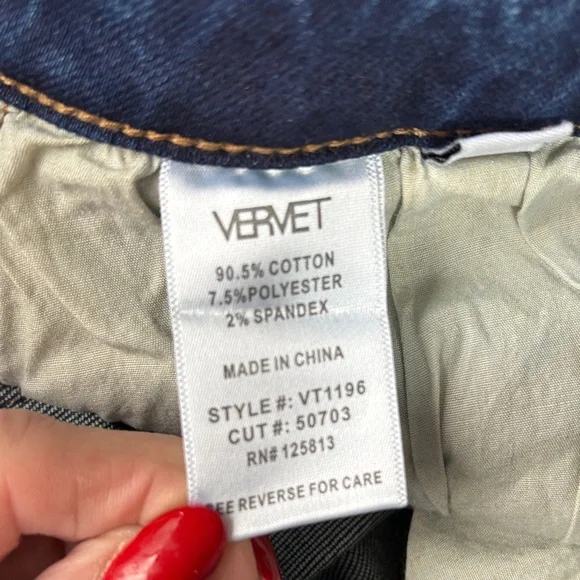 VERVET
90.5% COTTON
7.5%POLYESTER
2% SPANDEX
MADE IN CHINA
STYLE #: VT1196
CUT #: 50703
RN# 125813
SEE REVERSE FOR CARE